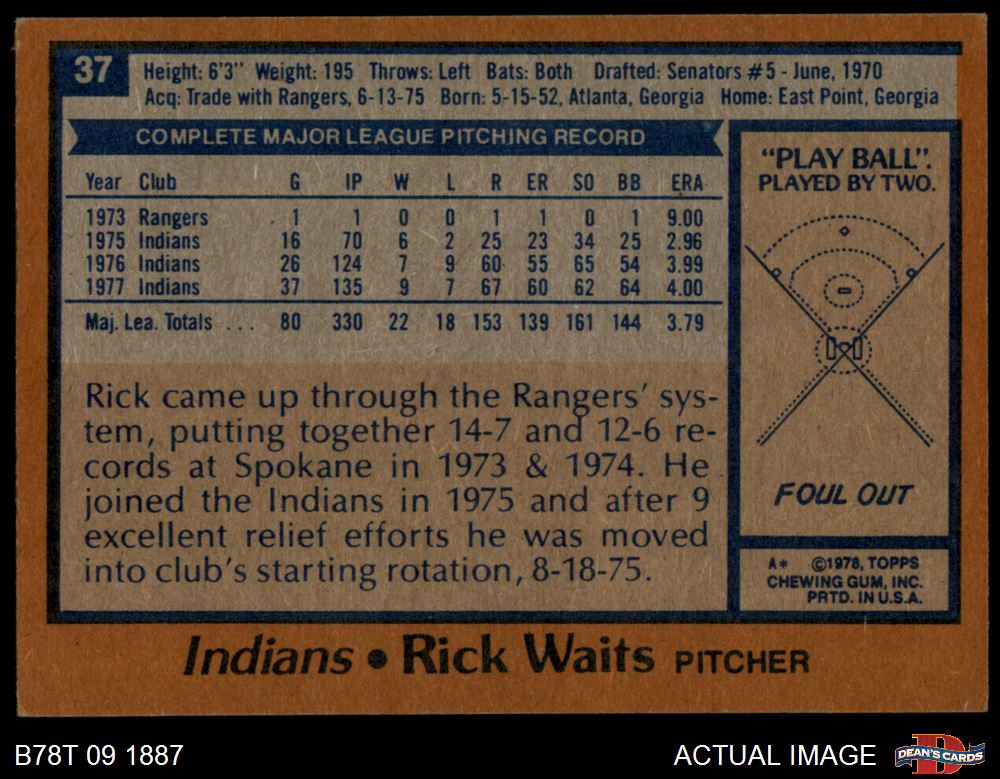 37
Height: 6'3" Weight: 195 Throws: Left Bats: Both Drafted: Senators #5 - June, 1970
Acq: Trade with Rangers, 6-13-75 Born: 5-15-52, Atlanta, Georgia Home: East Point, Georgia
COMPLETE MAJOR LEAGUE PITCHING RECORD
Year Club G IP W L R ER SO BB ERA
1973 Rangers 1 1 0 0 1 1 0 1 9.00
1975 Indians 16 70 6 2 25 23 34 25 2.96
1976 Indians 26 124 7 9 60 55 65 54 3.99
1977 Indians 37 135 9 7 67 60 62 64 4.00
Maj. Lea. Totals ... 80 330 22 18 153 139 161 144 3.79
Rick came up through the Rangers' sys-
tem, putting together 14-7 and 12-6 re-
cords at Spokane in 1973 & 1974. He
joined the Indians in 1975 and after 9
excellent relief efforts he was moved
into club's starting rotation, 8-18-75.
"PLAY BALL".
PLAYED BY TWO.
FOUL OUT
A* ©1978, TOPPS
CHEWING GUM, INC.
PRTD. IN U.S.A.
Indians • Rick Waits PITCHER
B78T 09 1887
ACTUAL IMAGE
D
DEAN'S CARDS